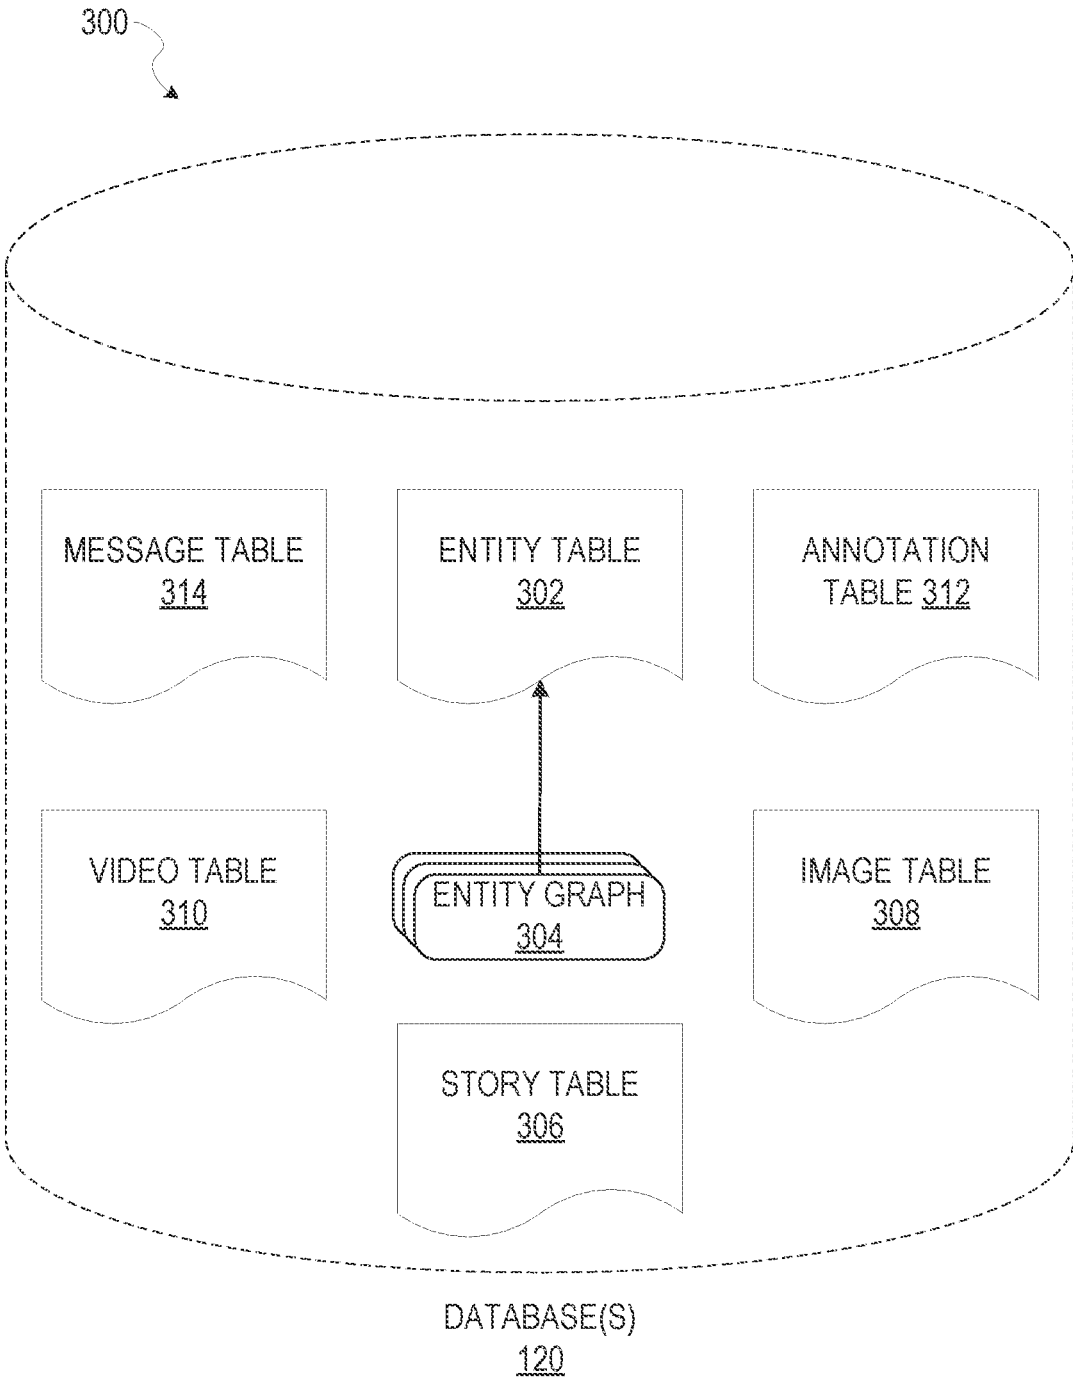 300
MESSAGE TABLE
314
ENTITY TABLE
302
ANNOTATION
TABLE 312
VIDEO TABLE
310
ENTITY GRAPH
304
IMAGE TABLE
308
STORY TABLE
306
DATABASE(S)
120